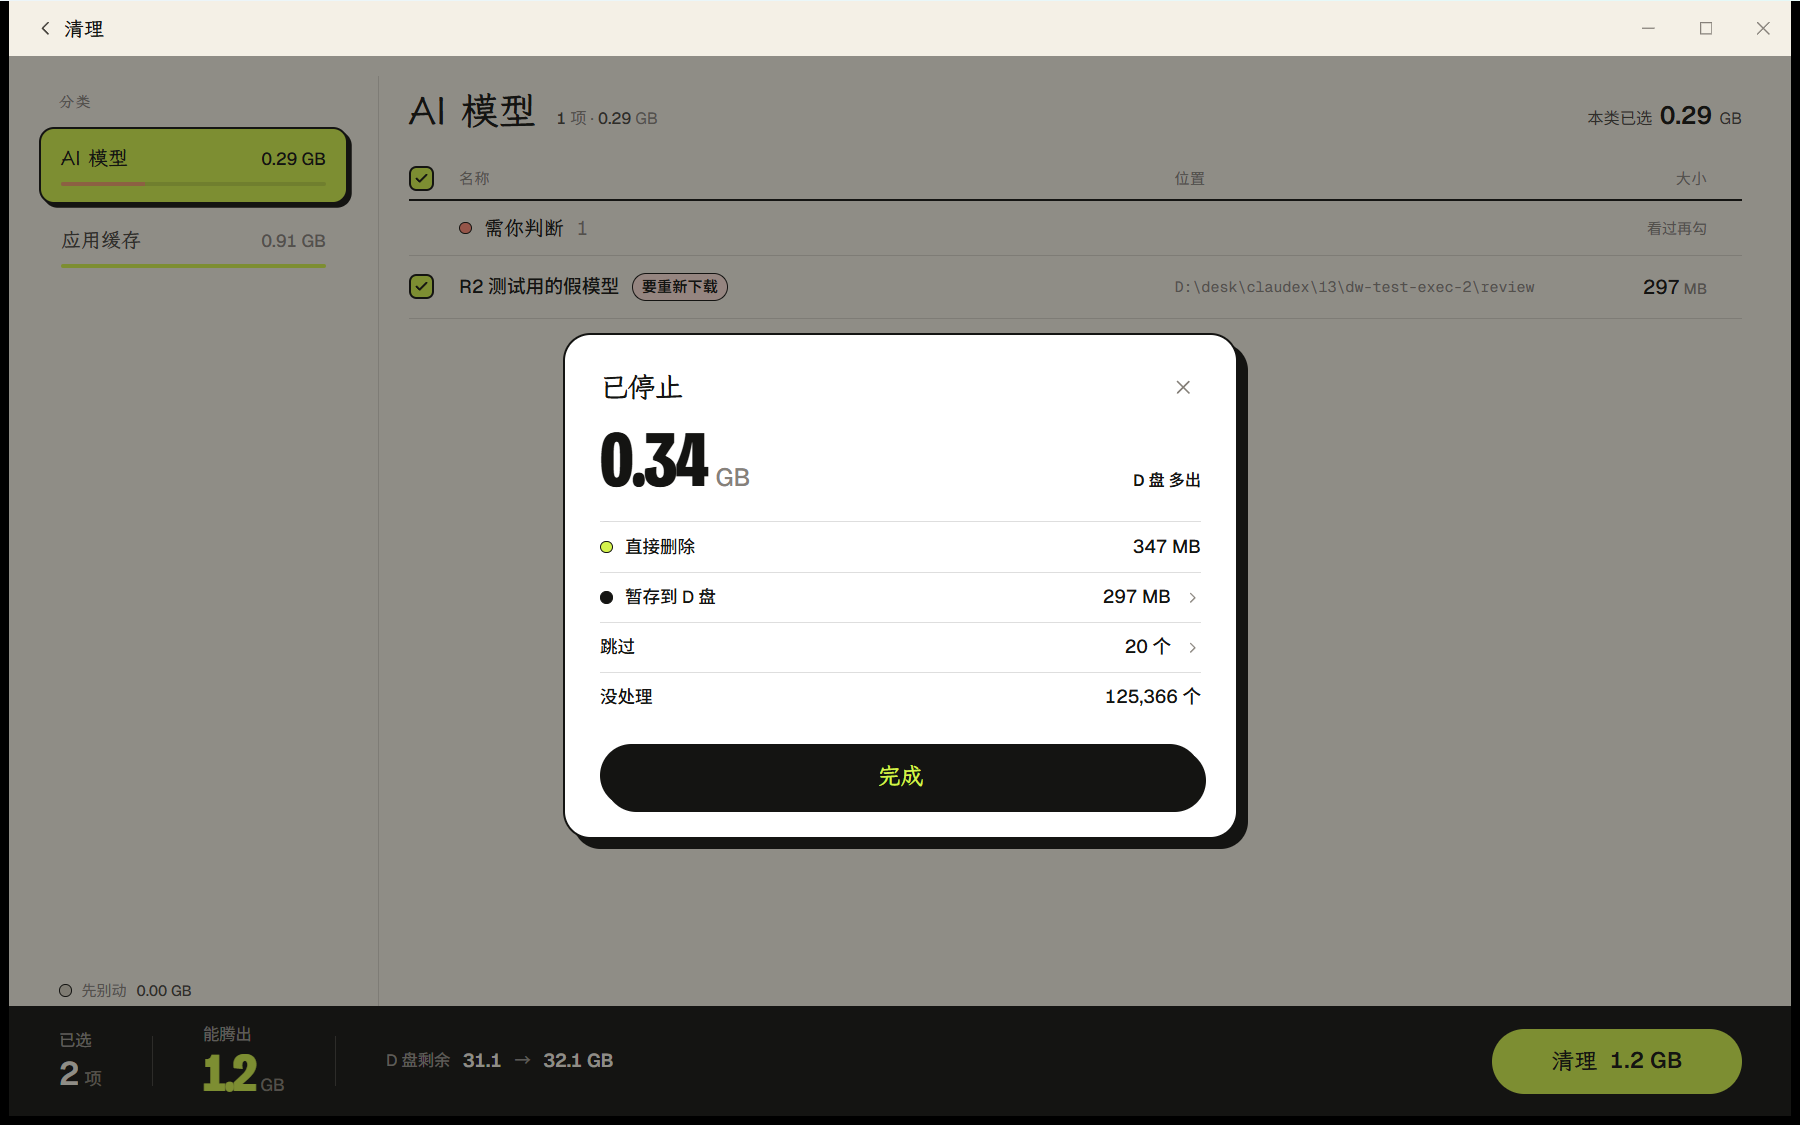 清理
分类
AI 模型 0.29 GB
应用缓存 0.91 GB
先别动 0.00 GB
AI 模型 1 项 · 0.29 GB
本类已选 0.29 GB
名称 位置 大小
需你判断 1 看过再勾
R2 测试用的假模型 要重新下载 D:\desk\claudex\13\dw-test-exec-2\review 297 MB
已停止
0.34 GB
D 盘 多出
直接删除 347 MB
暂存到 D 盘 297 MB
跳过 20 个
没处理 125,366 个
完成
已选
2 项
能腾出
1.2 GB
D 盘剩余 31.1 → 32.1 GB
清理 1.2 GB